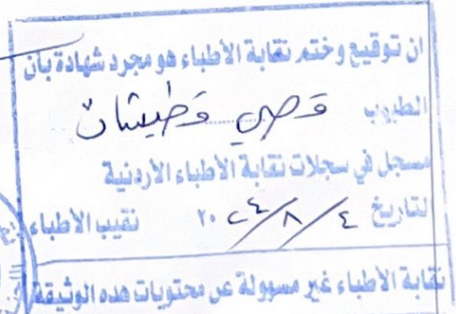 ان توقيع وختم نقابة الأطباء هو مجرد شهادة بأن
الطبيب قصي قطيشات
مسجل في سجلات نقابة الأطباء الأردنية
لتاريخ ٤/٨/٢٠٢٤ نقيب الأطباء
نقابة الأطباء غير مسؤولة عن محتويات هذه الوثيقة